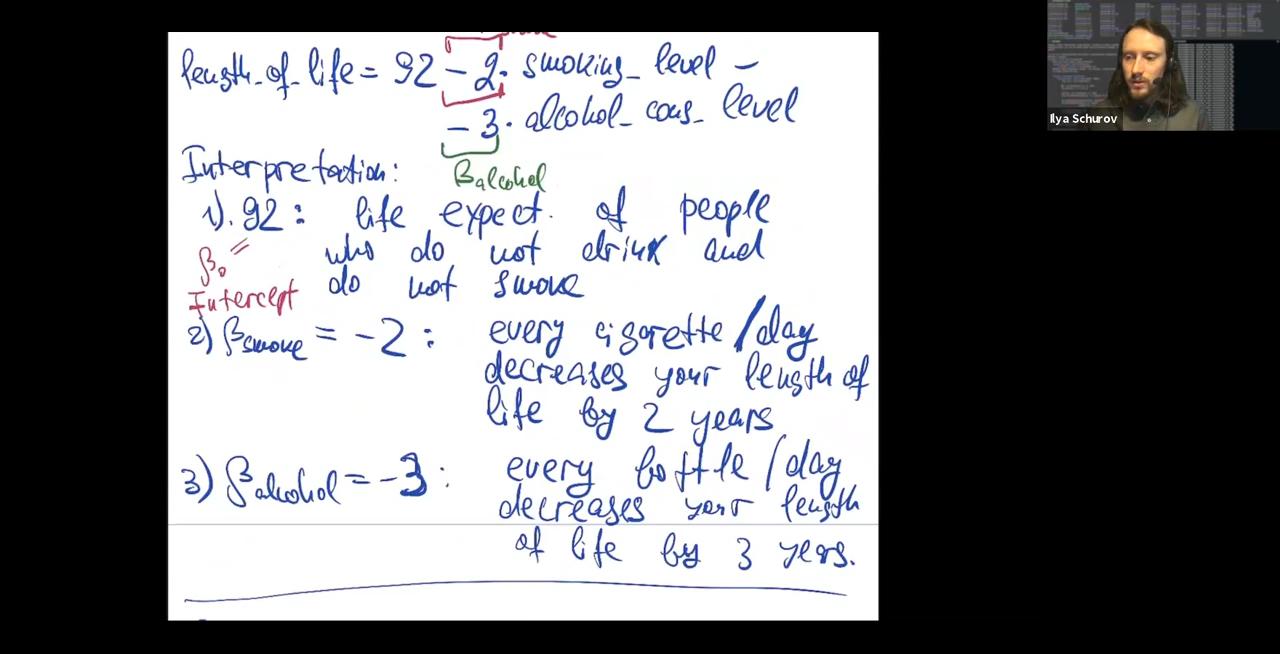 length_of_life = 92 - 2. smoking_level -
- 3. alcohol_cons_level
Interpretation:
βalcohol
1). 92: life expect. of people
who do not drink and
do not smoke
β0 =
Intercept
2) βsmoke = -2: every cigarette/day
decreases your length of
life by 2 years
3) βalcohol = -3: every bottle/day
decreases your length
of life by 3 yers.
Ilya Schurov